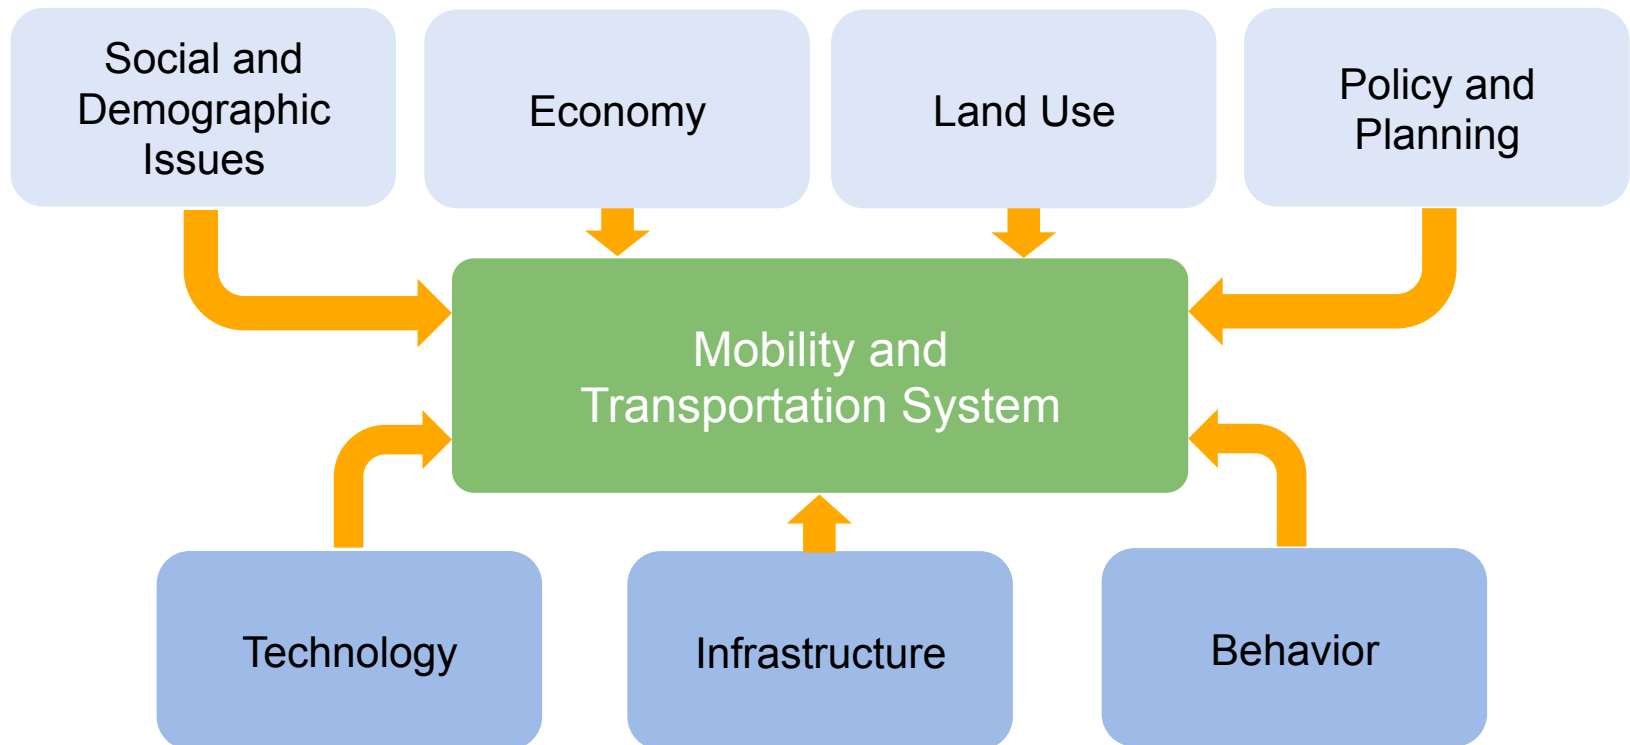 Social and
Demographic
Issues
Economy
Land Use
Policy and
Planning
Mobility and
Transportation System
Technology
Infrastructure
Behavior